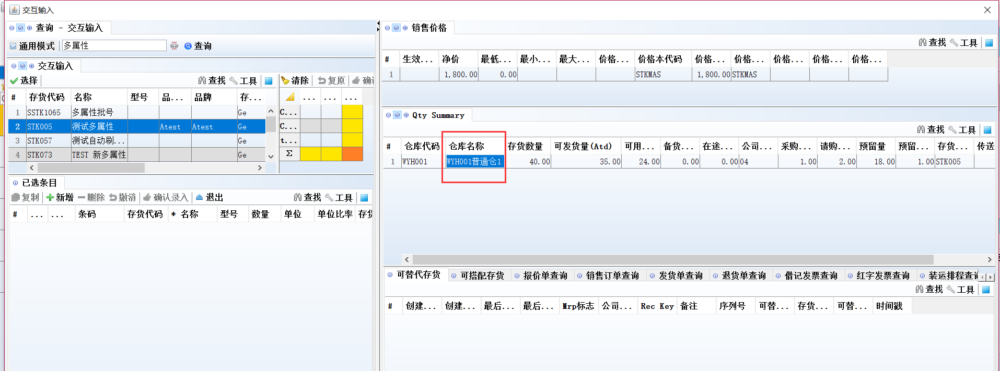 交互输入
查询 - 交互输入
通用模式 多属性 查询
交互输入
选择 查找 工具 清除 复原
# 存货代码 名称 型号 品... 品牌 存... ... ... ...
1 SSTK1065 多属性批号 Ge C...
2 STK005 测试多属性 Atest Atest Ge C...
3 STK057 测试自动刷... Ge t...
4 STK073 TEST 新多属性 Ge Σ
已选条目
复制 新增 删除 撤消 确认录入 退出 查找 工具
# ... ... 条码 存货代码 * 名称 型号 数量 单位 单位比率
销售价格
查找 工具
# 生效... 净价 最低... 最小... 最大... 价格... 价格本代码 价格... 价格... 价格... 价格... 价格...
1 1,800.00 0.00 STKMAS 1,800.00 STKMAS
Qty Summary
查找 工具
# 仓库代码 仓库名称 存货数量 可发货量(Atd) 可用... 备货... 在途... 公司... 采购... 请购... 预留量 预留... 存货... 传送
1 WYH001 WYH001普通仓1 40.00 35.00 24.00 0.00 0.00 04 1.00 2.00 18.00 1.00 STK005
可替代存货 可搭配存货 报价单查询 销售订单查询 发货单查询 退货单查询 借记发票查询 红字发票查询 装运排程查询
查找 工具
# 创建... 创建... 最后... 最后... Mrp标志 公司... Rec Key 备注 序列号 可替... 存货... 可替... 时间戳